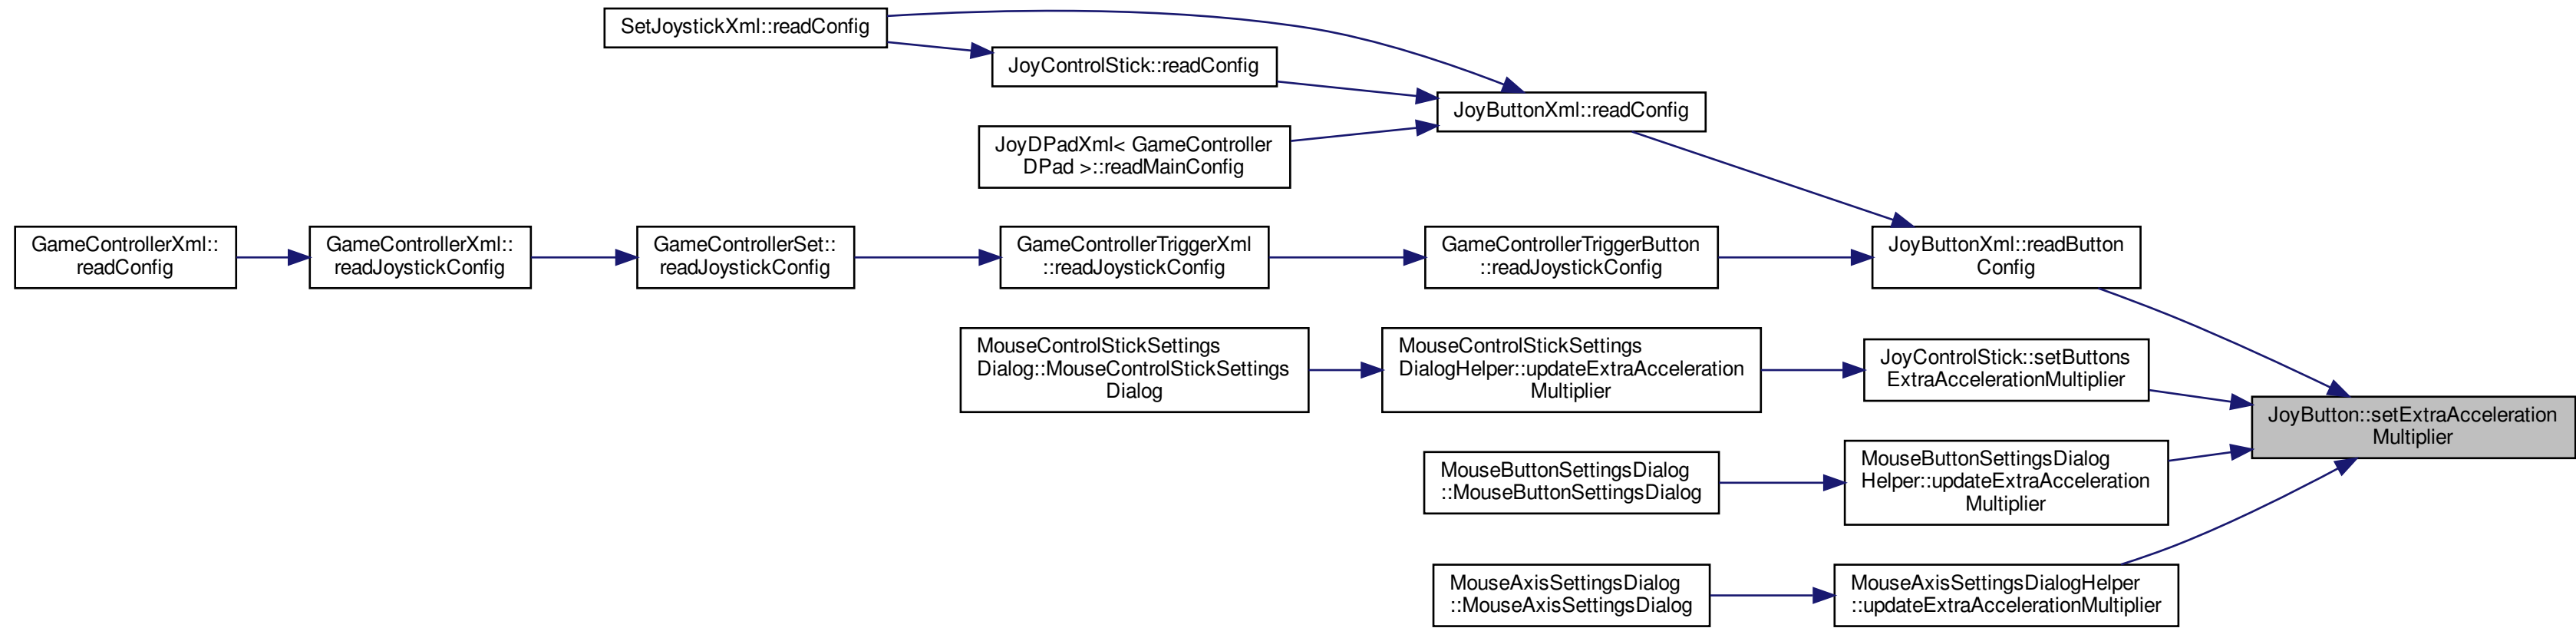 SetJoystickXml::readConfig
JoyControlStick::readConfig
JoyButtonXml::readConfig
JoyDPadXml< GameController
DPad >::readMainConfig
GameControllerXml::
readConfig
GameControllerXml::
readJoystickConfig
GameControllerSet::
readJoystickConfig
GameControllerTriggerXml
::readJoystickConfig
GameControllerTriggerButton
::readJoystickConfig
JoyButtonXml::readButton
Config
MouseControlStickSettings
Dialog::MouseControlStickSettings
Dialog
MouseControlStickSettings
DialogHelper::updateExtraAcceleration
Multiplier
JoyControlStick::setButtons
ExtraAccelerationMultiplier
JoyButton::setExtraAcceleration
Multiplier
MouseButtonSettingsDialog
::MouseButtonSettingsDialog
MouseButtonSettingsDialog
Helper::updateExtraAcceleration
Multiplier
MouseAxisSettingsDialog
::MouseAxisSettingsDialog
MouseAxisSettingsDialogHelper
::updateExtraAccelerationMultiplier